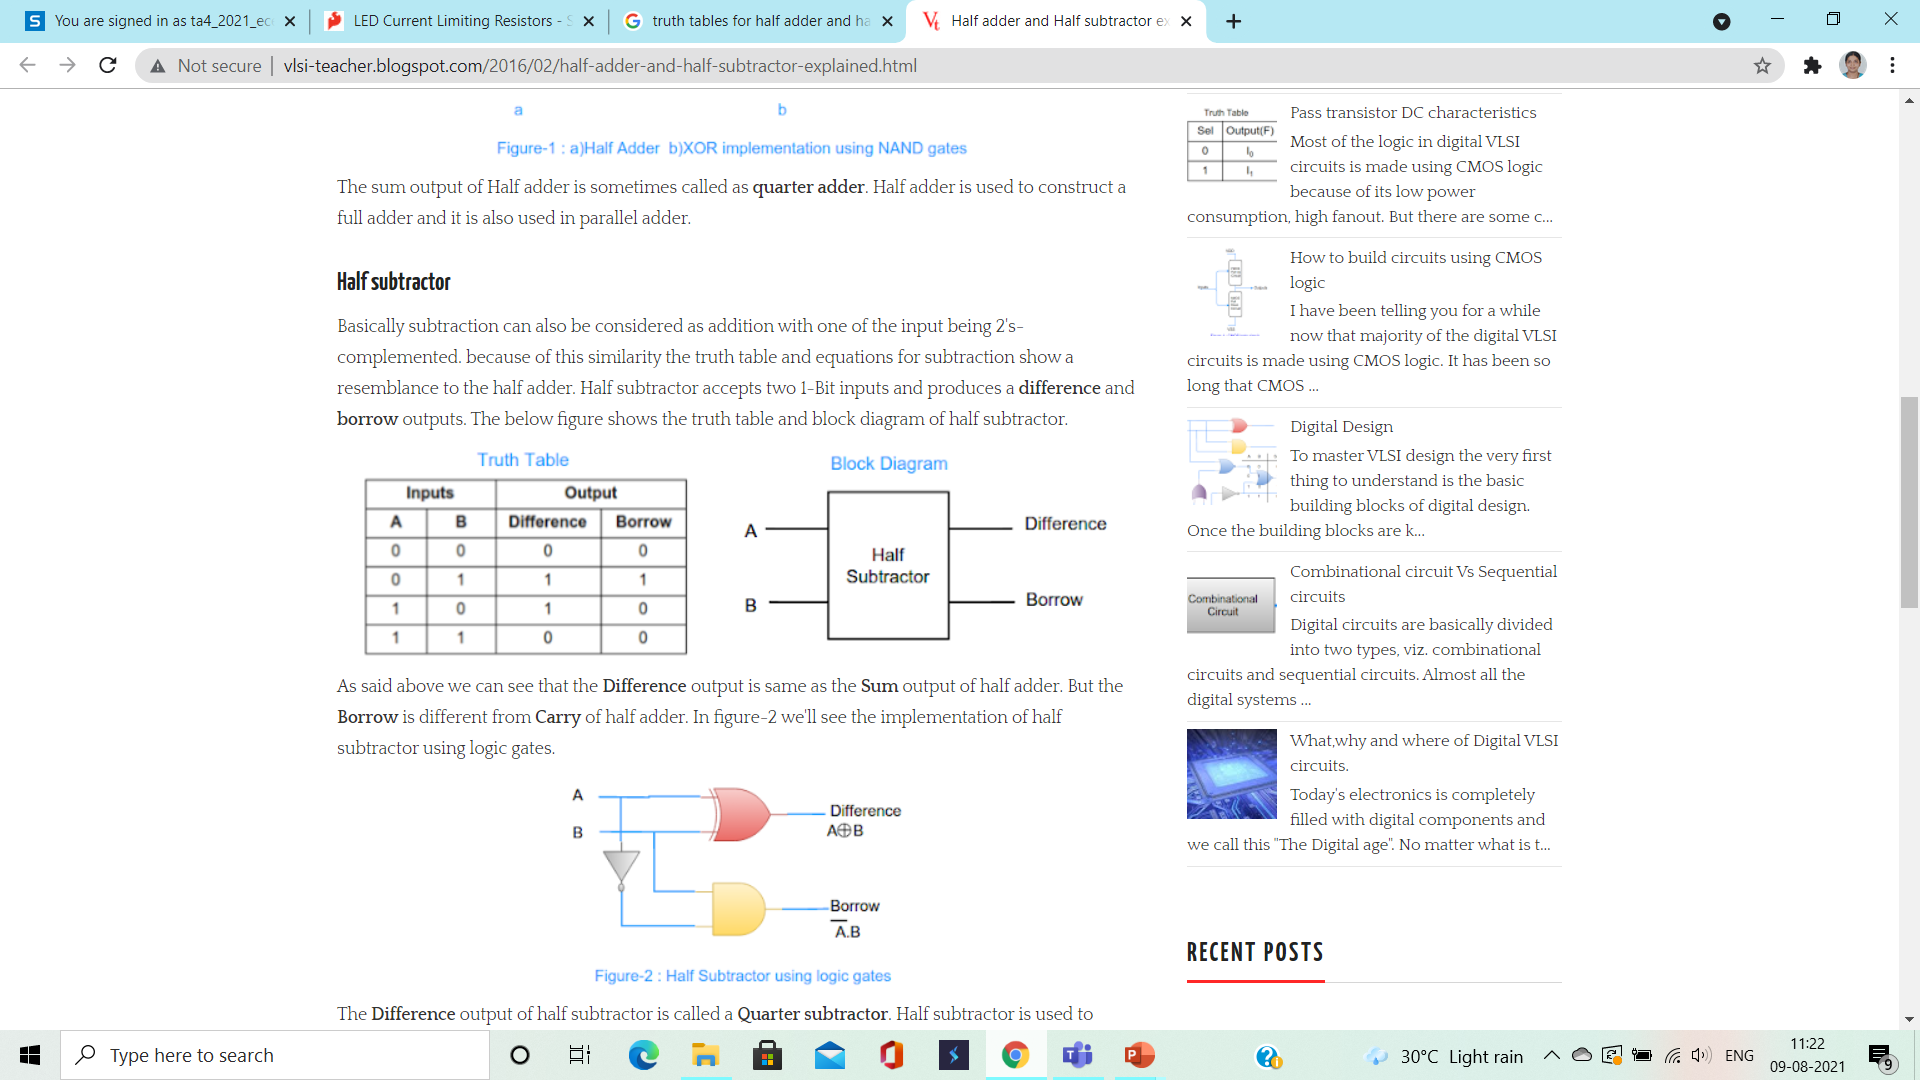 You are signed in as ta4_2021_ec
LED Current Limiting Resistors - S
truth tables for half adder and ha
Half adder and Half subtractor ex
Not secure | vlsi-teacher.blogspot.com/2016/02/half-adder-and-half-subtractor-explained.html
a b
Figure-1 : a)Half Adder b)XOR implementation using NAND gates
The sum output of Half adder is sometimes called as quarter adder. Half adder is used to construct a
full adder and it is also used in parallel adder.
Half subtractor
Basically subtraction can also be considered as addition with one of the input being 2's-
complemented. because of this similarity the truth table and equations for subtraction show a
resemblance to the half adder. Half subtractor accepts two 1-Bit inputs and produces a difference and
borrow outputs. The below figure shows the truth table and block diagram of half subtractor.
Truth Table
Inputs Output
A B Difference Borrow
0 0 0 0
0 1 1 1
1 0 1 0
1 1 0 0
Block Diagram
A
B
Half
Subtractor
Difference
Borrow
As said above we can see that the Difference output is same as the Sum output of half adder. But the
Borrow is different from Carry of half adder. In figure-2 we'll see the implementation of half
subtractor using logic gates.
A
B
Difference
A⊕B
Borrow
A̅.B
Figure-2 : Half Subtractor using logic gates
The Difference output of half subtractor is called a Quarter subtractor. Half subtractor is used to
Truth Table
Sel Output(F)
0 I₀
1 I₁
Pass transistor DC characteristics
Most of the logic in digital VLSI
circuits is made using CMOS logic
because of its low power
consumption, high fanout. But there are some c...
How to build circuits using CMOS
logic
I have been telling you for a while
now that majority of the digital VLSI
circuits is made using CMOS logic. It has been so
long that CMOS ...
Digital Design
To master VLSI design the very first
thing to understand is the basic
building blocks of digital design.
Once the building blocks are k...
Combinational
Circuit
Combinational circuit Vs Sequential
circuits
Digital circuits are basically divided
into two types, viz. combinational
circuits and sequential circuits. Almost all the
digital systems ...
What,why and where of Digital VLSI
circuits.
Today's electronics is completely
filled with digital components and
we call this "The Digital age". No matter what is t...
RECENT POSTS
Type here to search
30°C Light rain
ENG
11:22
09-08-2021
9